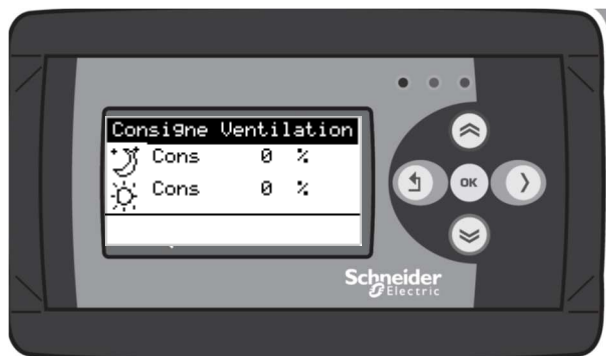 Consigne Ventilation
Cons 0 %
Cons 0 %
OK
Schneider
Electric